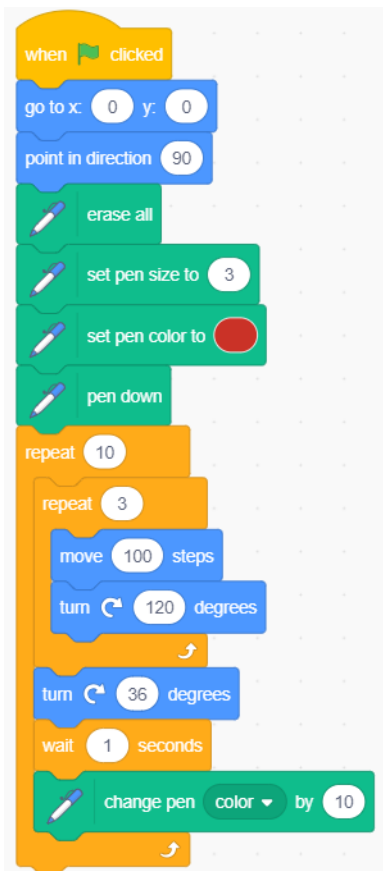 when clicked
go to x: 0 y: 0
point in direction 90
erase all
set pen size to 3
set pen color to
pen down
repeat 10
repeat 3
move 100 steps
turn 120 degrees
turn 36 degrees
wait 1 seconds
change pen color by 10